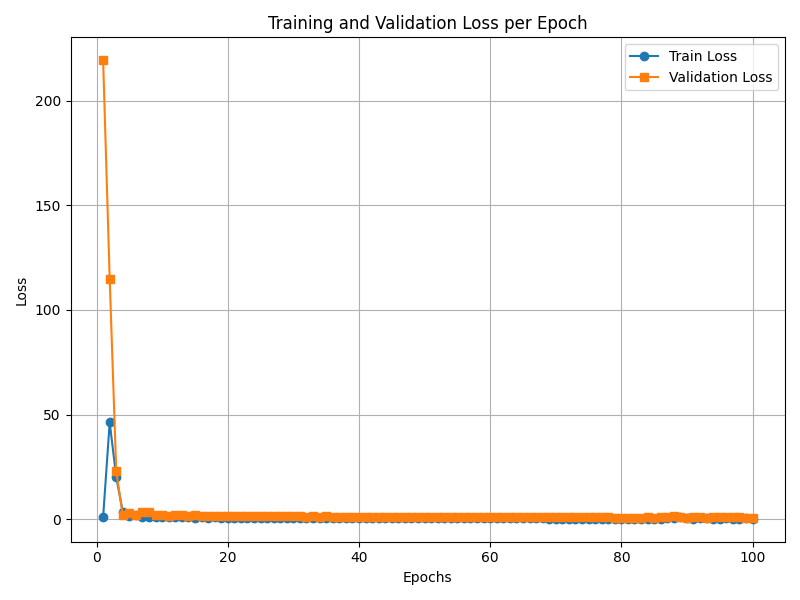 Training and Validation Loss per Epoch
Train Loss
Validation Loss
200
150
100
50
0
Loss
0 20 40 60 80 100
Epochs